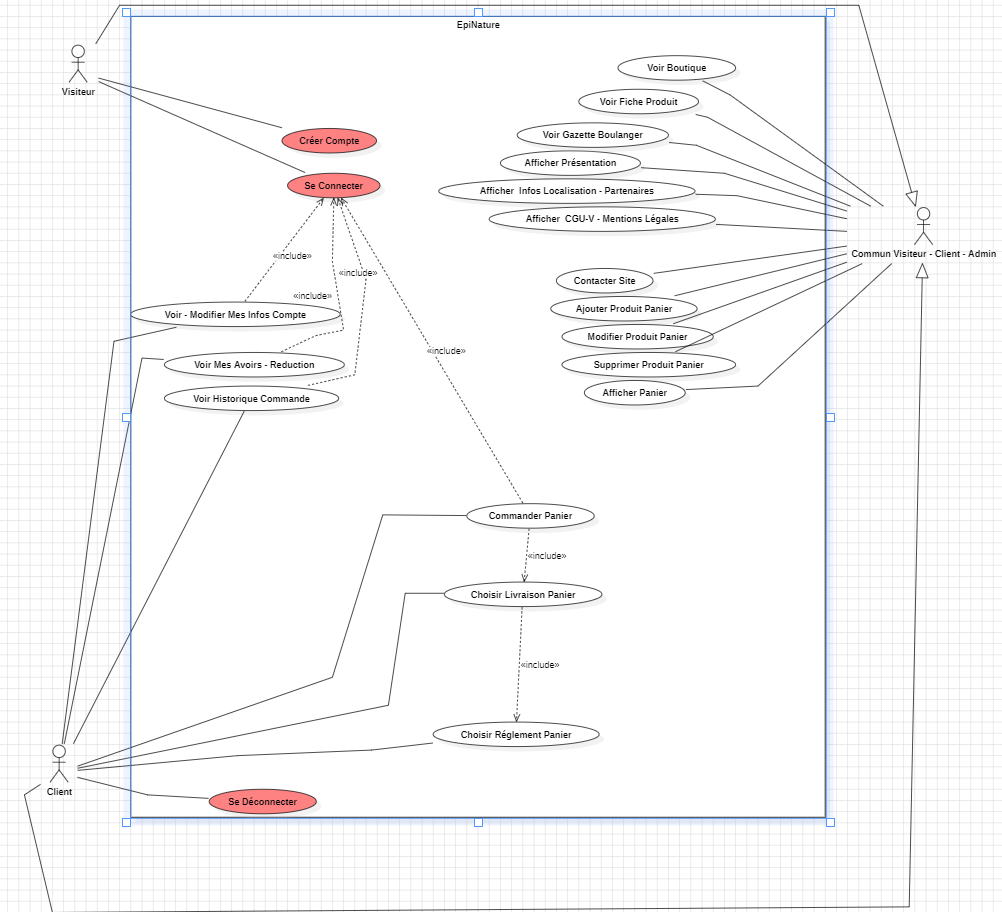 EpiNature
Visiteur
Voir Boutique
Voir Fiche Produit
Voir Gazette Boulanger
Créer Compte
Afficher Présentation
Se Connecter
Afficher  Infos Localisation - Partenaires
Afficher  CGU-V - Mentions Légales
Commun Visiteur - Client - Admin
«include»
«include»
Contacter Site
«include»
Ajouter Produit Panier
Voir - Modifier Mes Infos Compte
Modifier Produit Panier
«include»
Voir Mes Avoirs - Reduction
Supprimer Produit Panier
Afficher Panier
Voir Historique Commande
Commander Panier
«include»
Choisir Livraison Panier
«include»
Choisir Réglement Panier
Client
Se Déconnecter